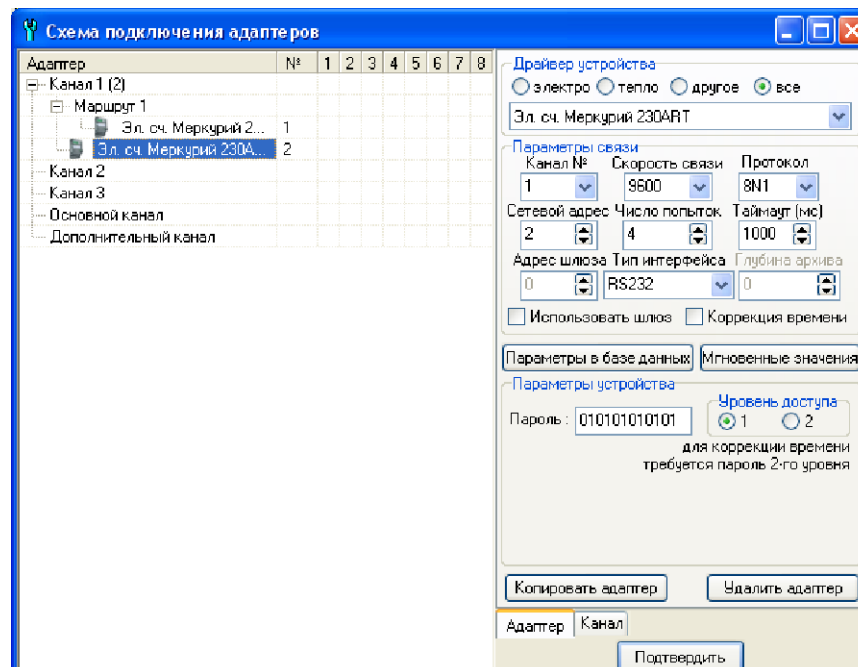 Схема подключения адаптеров
Адаптер № 1 2 3 4 5 6 7 8
Канал 1 (2)
Маршрут 1
Эл. сч. Меркурий 2... 1
Эл. сч. Меркурий 230А... 2
Канал 2
Канал 3
Основной канал
Дополнительный канал
Драйвер устройства
электро тепло другое все
Эл. сч. Меркурий 230ART
Параметры связи
Канал № Скорость связи Протокол
1 9600 8N1
Сетевой адрес Число попыток Таймаут (мс)
2 4 1000
Адрес шлюза Тип интерфейса Глубина архива
0 RS232 0
Использовать шлюз Коррекция времени
Параметры в базе данных Мгновенные значения
Параметры устройства
Уровень доступа
Пароль : 010101010101 1 2
для коррекции времени
требуется пароль 2-го уровня
Копировать адаптер Удалить адаптер
Адаптер Канал
Подтвердить